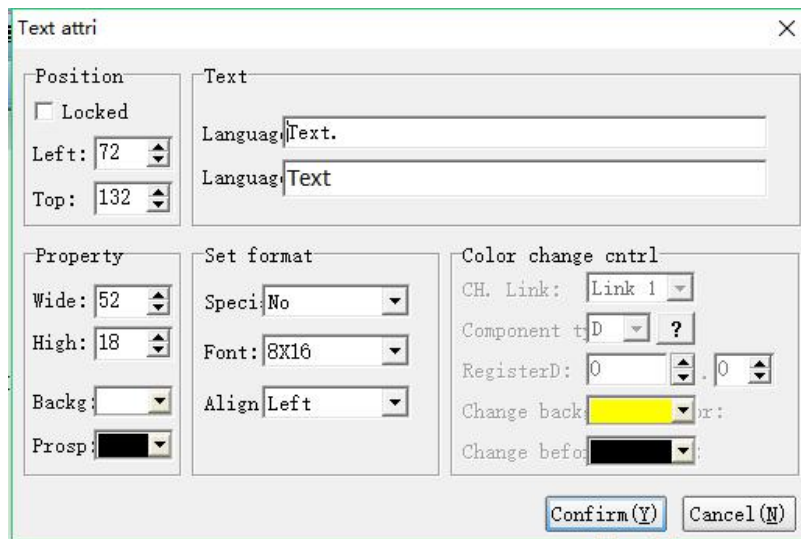 Text attri
Position
Locked
Left: 72
Top: 132
Text
Languag Text.
Languag Text
Property
Wide: 52
High: 18
Backg:
Prosp:
Set format
Speci: No
Font: 8X16
Align Left
Color change cntrl
CH. Link: Link 1
Component t D ?
RegisterD: 0 . 0
Change back or:
Change befo :
Confirm(Y) Cancel(N)